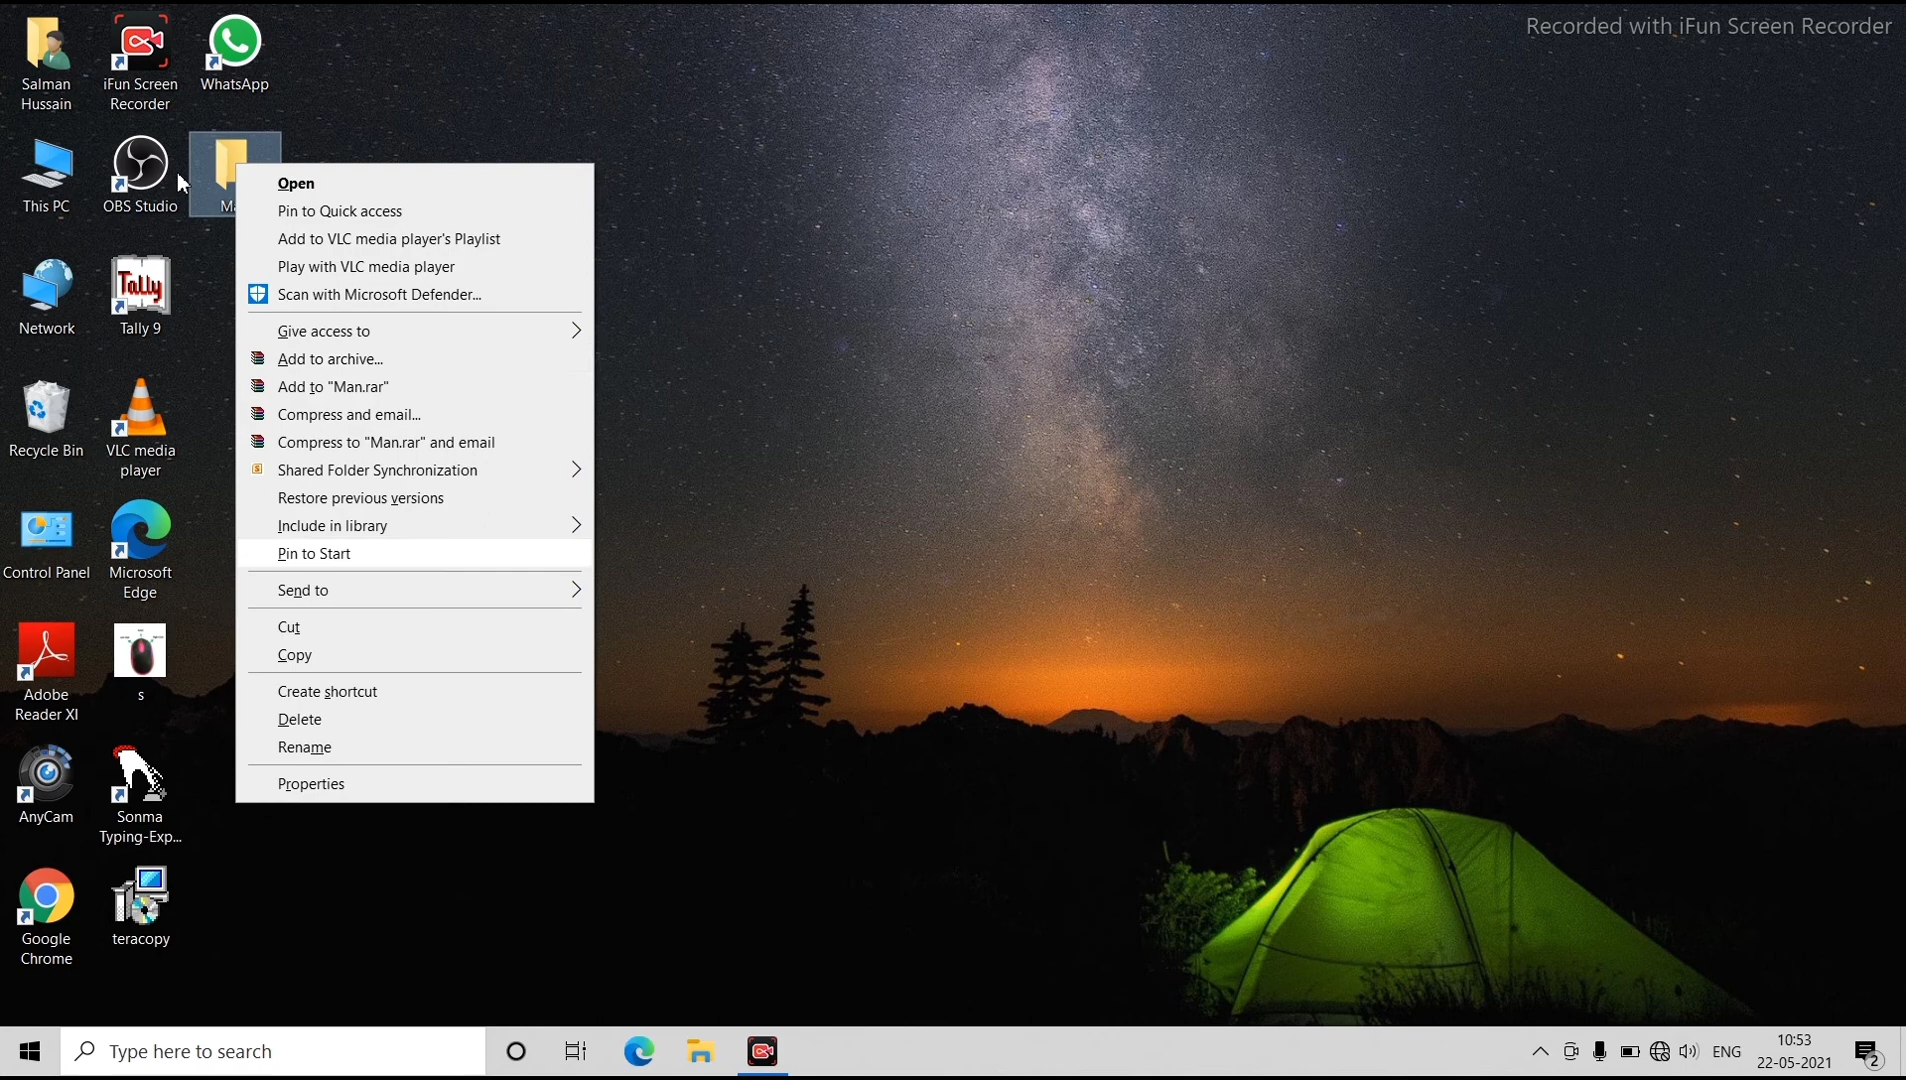 Recorded with iFun Screen Recorder
Salman
Hussain
iFun Screen
Recorder
WhatsApp
This PC
OBS Studio
Ma
Network
Tally
Tally 9
Recycle Bin
VLC media
player
Control Panel
Microsoft
Edge
Adobe
Reader XI
s
AnyCam
Sonma
Typing-Exp...
Google
Chrome
teracopy
Open
Pin to Quick access
Add to VLC media player's Playlist
Play with VLC media player
Scan with Microsoft Defender...
Give access to
Add to archive...
Add to "Man.rar"
Compress and email...
Compress to "Man.rar" and email
Shared Folder Synchronization
Restore previous versions
Include in library
Pin to Start
Send to
Cut
Copy
Create shortcut
Delete
Rename
Properties
Type here to search
ENG
10:53
22-05-2021
2